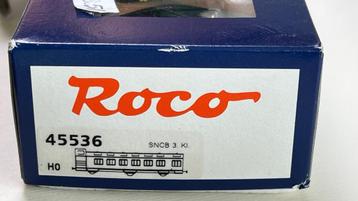 Roco
45536
SNCB 3. Kl.
H0